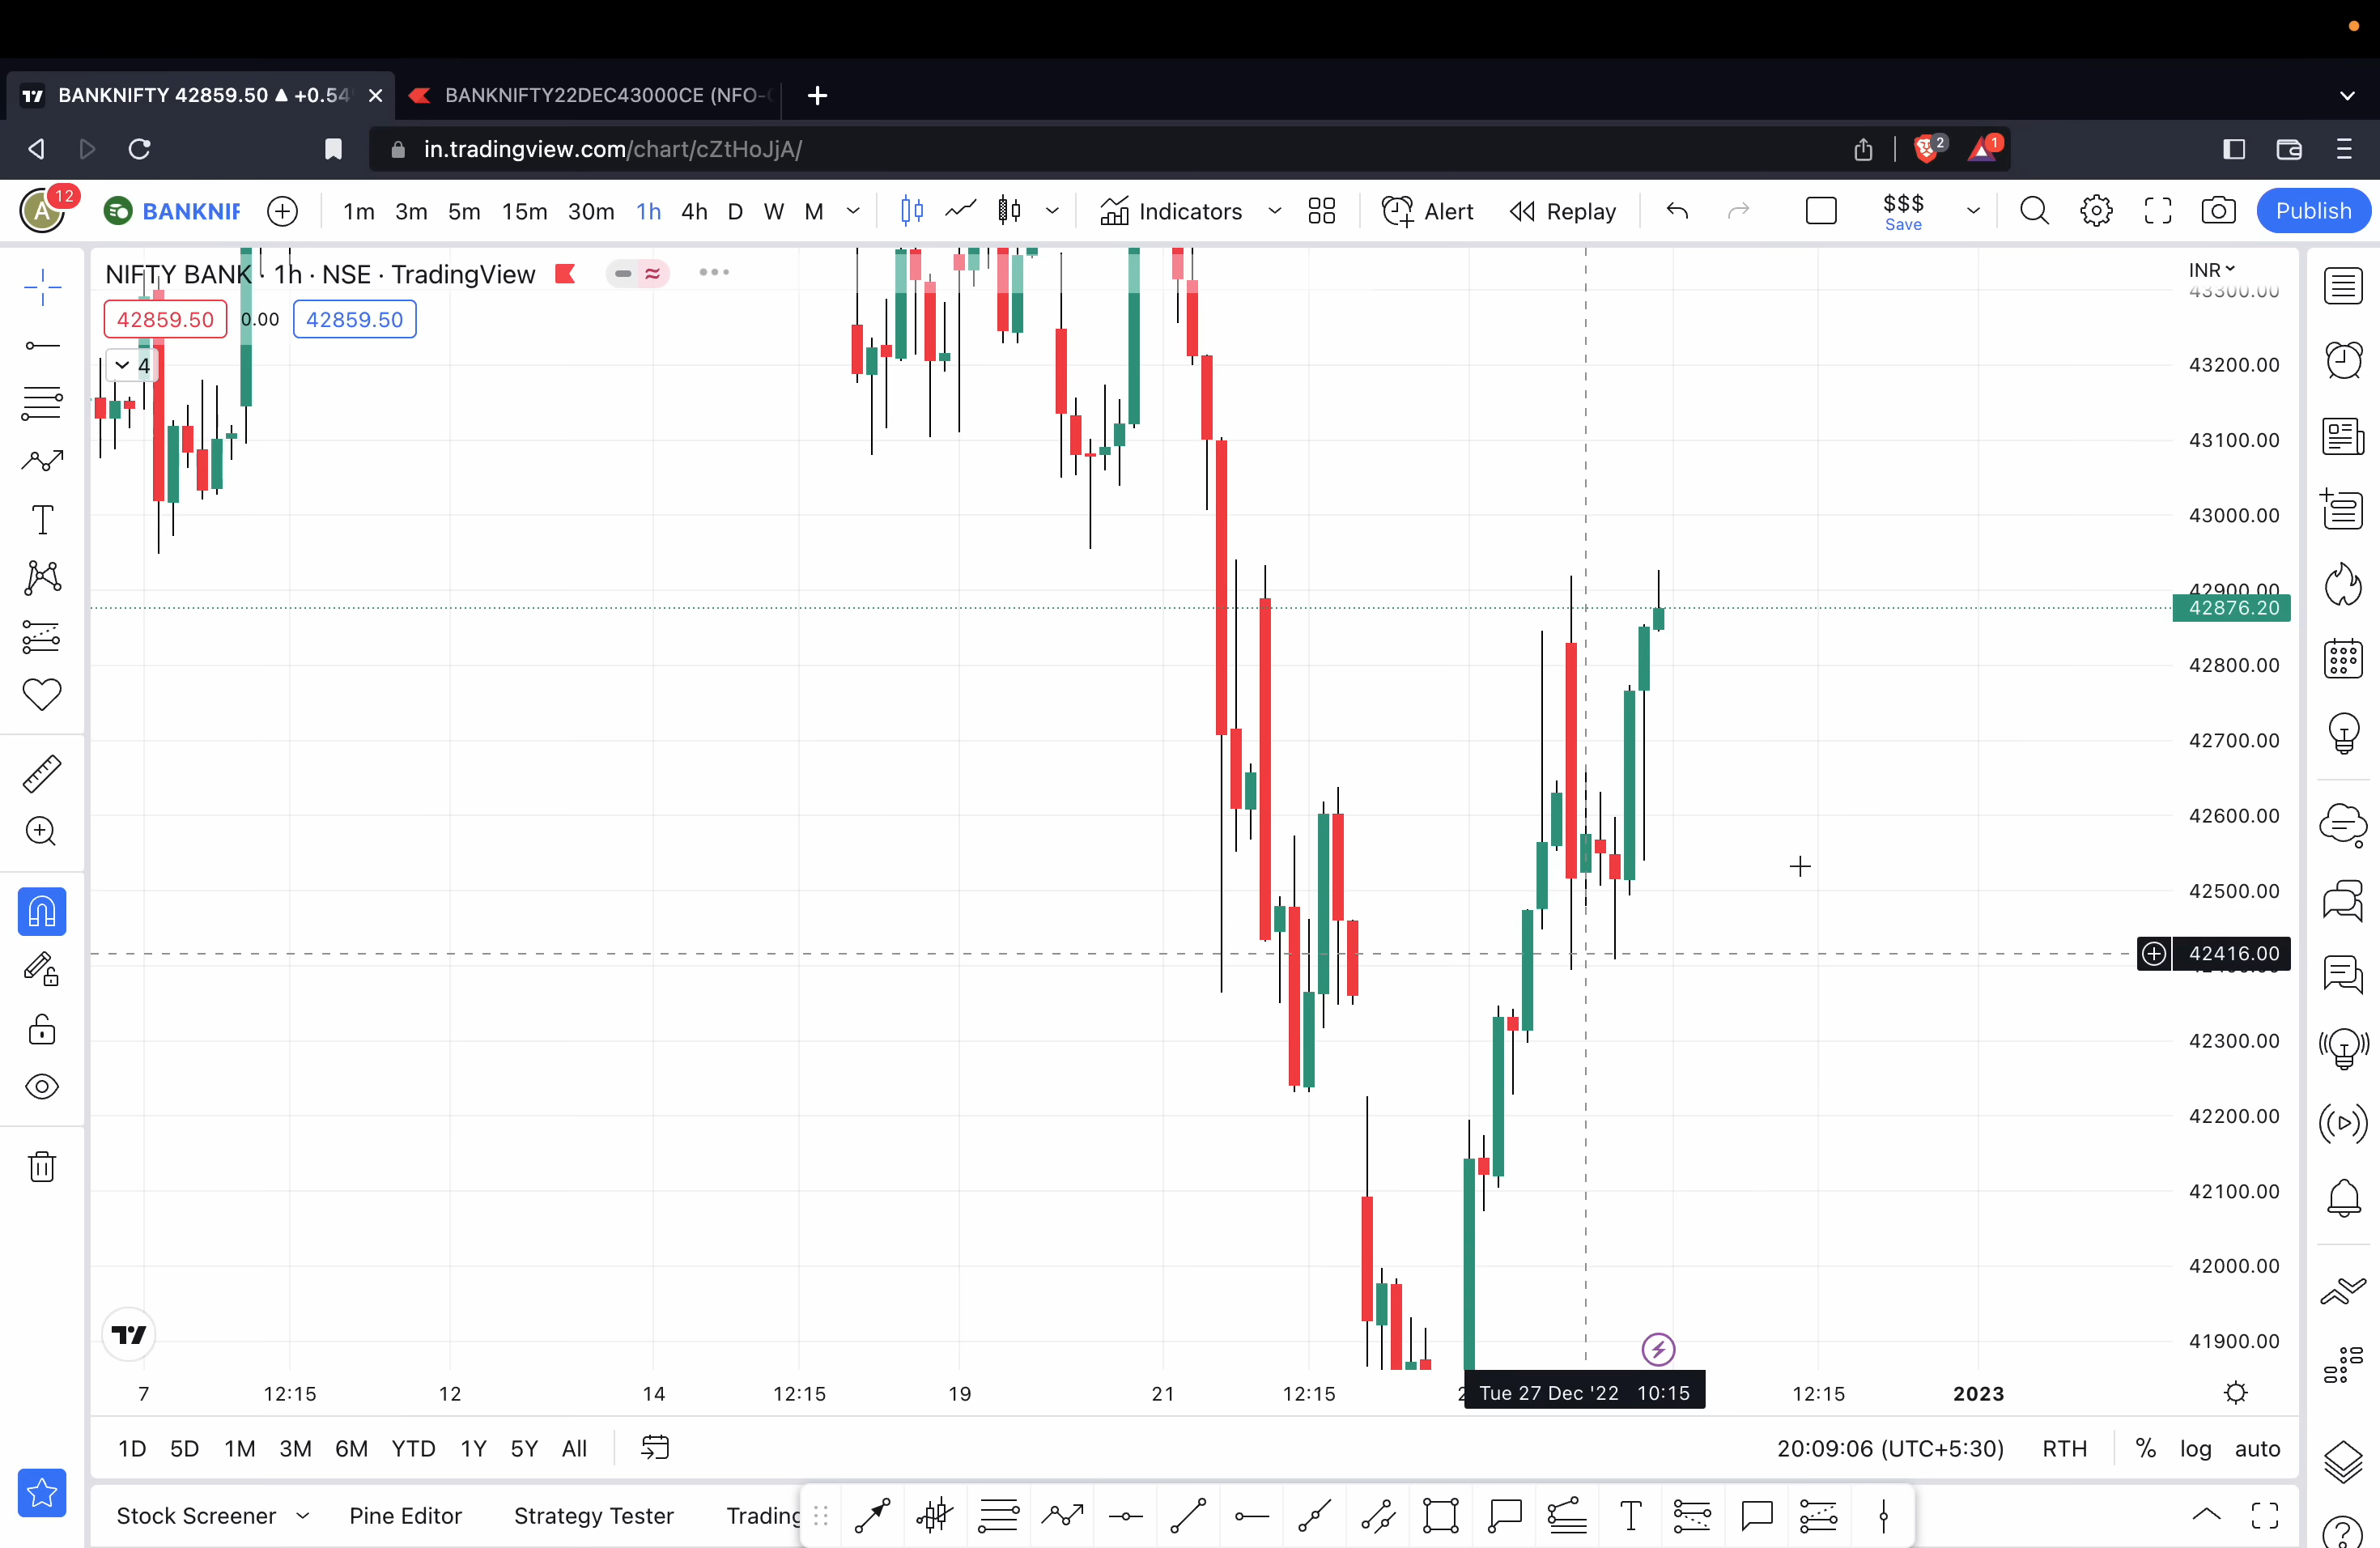 BANKNIFTY 42859.50 ▲ +0.54
BANKNIFTY22DEC43000CE (NFO-
in.tradingview.com/chart/cZtHoJjA/
2
1
A
12
BANKNIF
1m 3m 5m 15m 30m 1h 4h D W M
Indicators
Alert
Replay
$$$
Save
Publish
NIFTY BANK · 1h · NSE · TradingView
42859.50
0.00
42859.50
4
INR
43300.00
43200.00
43100.00
43000.00
42900.00
42876.20
42800.00
42700.00
42600.00
42500.00
42416.00
42300.00
42200.00
42100.00
42000.00
41900.00
7 12:15 12 14 12:15 19 21 12:15 Tue 27 Dec '22 10:15 12:15 2023
1D 5D 1M 3M 6M YTD 1Y 5Y All
20:09:06 (UTC+5:30) RTH % log auto
Stock Screener Pine Editor Strategy Tester Trading